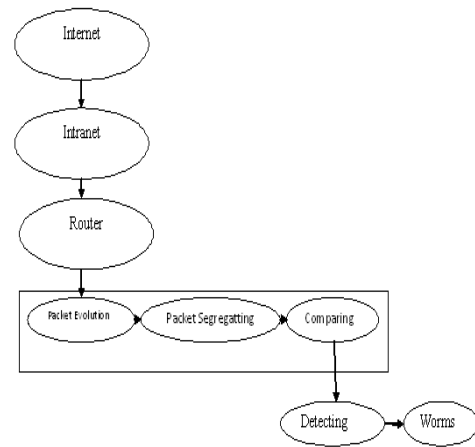 Internet
Intranet
Router
Packet Evolution
Packet Segregatting
Comparing
Detecting
Worms